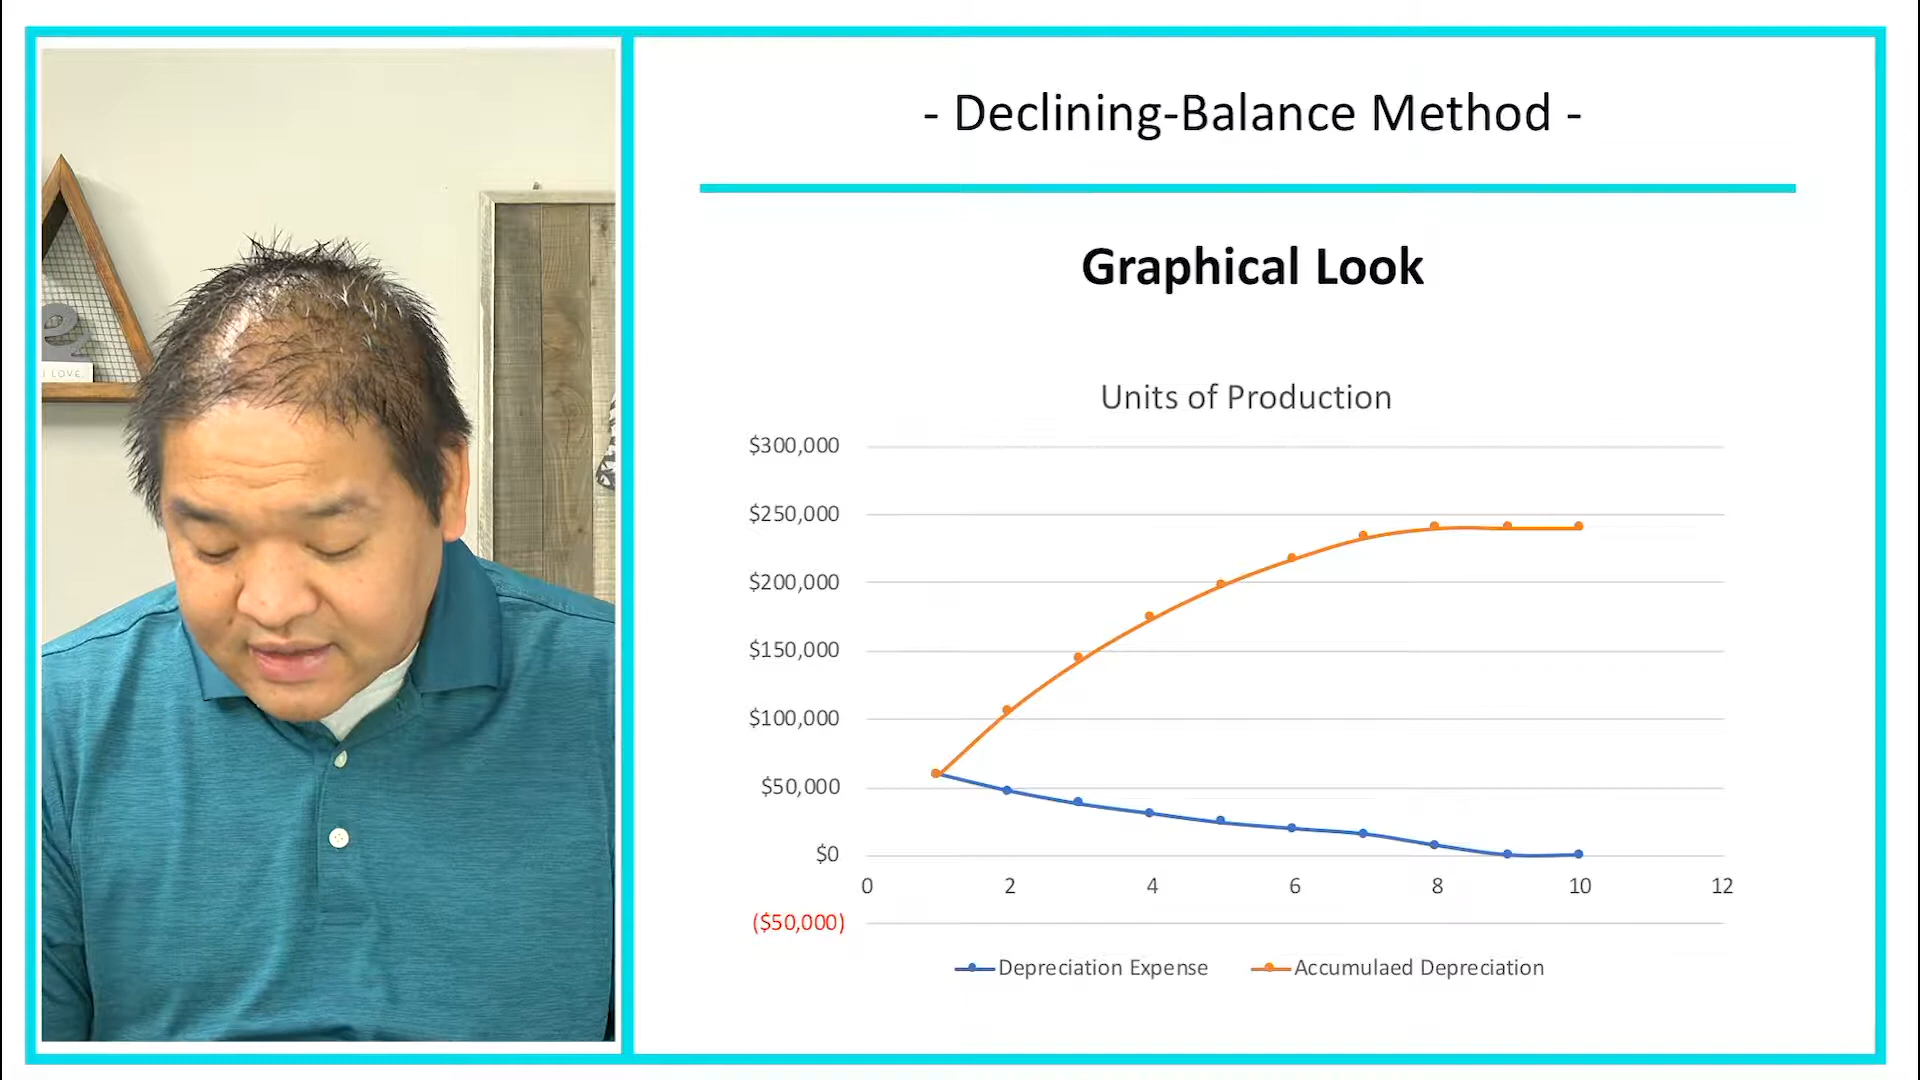 - Declining-Balance Method -
Graphical Look
Units of Production
$300,000
$250,000
$200,000
$150,000
$100,000
$50,000
$0
0 2 4 6 8 10 12
($50,000)
Depreciation Expense Accumulaed Depreciation
e
LOVE.